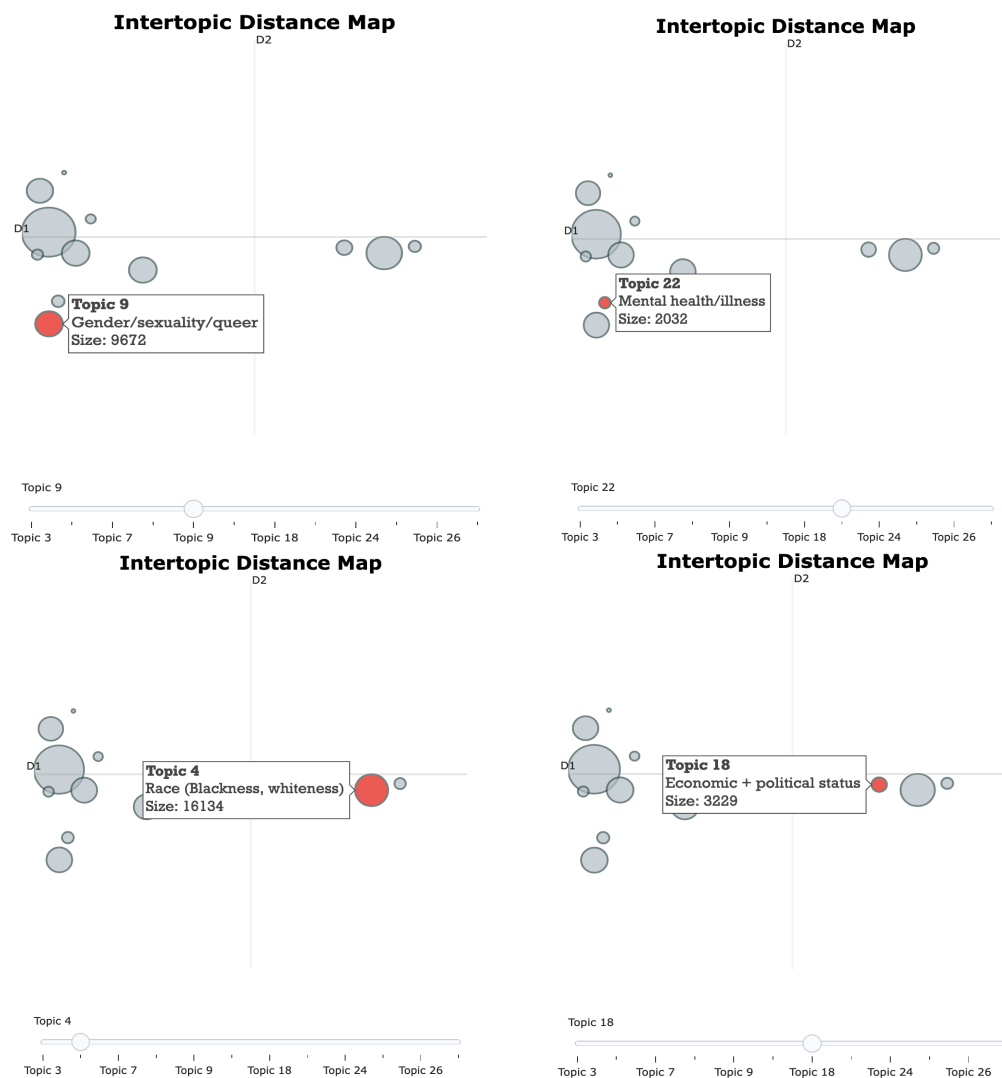 Intertopic Distance Map
D2
D1
Topic 9
Gender/sexuality/queer
Size: 9672
Topic 9
Topic 3 Topic 7 Topic 9 Topic 18 Topic 24 Topic 26
Intertopic Distance Map
D2
D1
Topic 22
Mental health/illness
Size: 2032
Topic 22
Topic 3 Topic 7 Topic 9 Topic 18 Topic 24 Topic 26
Intertopic Distance Map
D2
D1
Topic 4
Race (Blackness, whiteness)
Size: 16134
Topic 4
Topic 3 Topic 7 Topic 9 Topic 18 Topic 24 Topic 26
Intertopic Distance Map
D2
D1
Topic 18
Economic + political status
Size: 3229
Topic 18
Topic 3 Topic 7 Topic 9 Topic 18 Topic 24 Topic 26